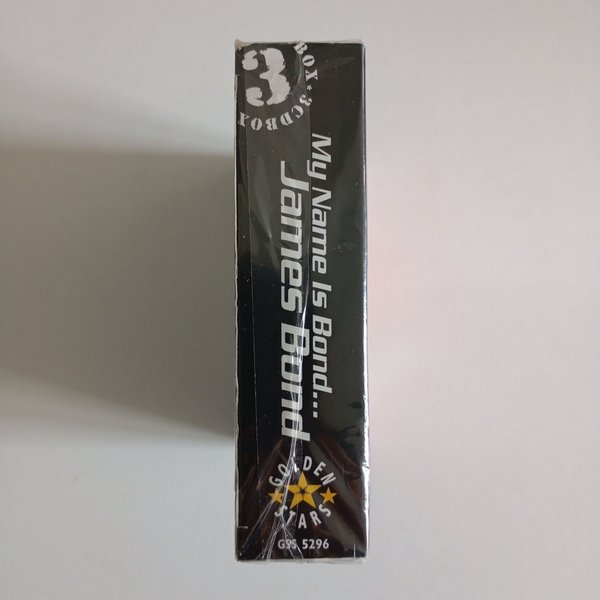 3
BOX * 3CDBOX
My Name Is Bond...
James Bond
GOLDEN
STARS
GSS 5296